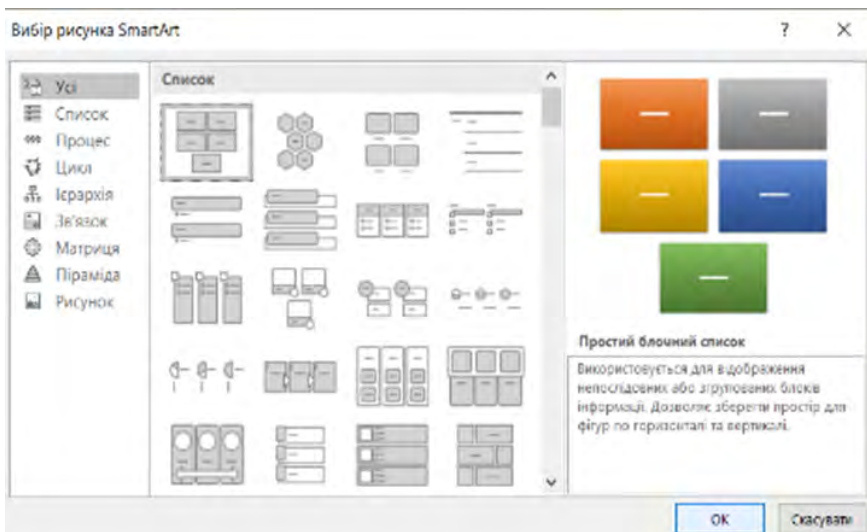 Вибір рисунка SmartArt
?
Усі
Список
Процес
Цикл
Ієрархія
Зв'язок
Матриця
Піраміда
Рисунок
Список
Простий блочний список
Використовується для відображення
непослідовних або згрупованих блоків
інформації. Дозволяє зберегти простір для
фігур по горизонталі та вертикалі.
OK
Скасувати